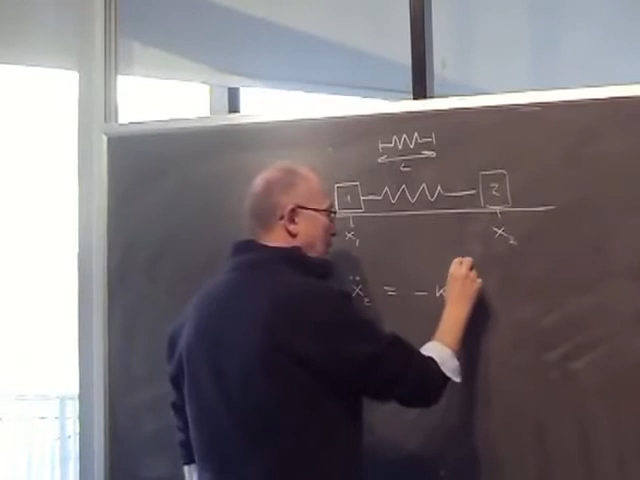 L
1 2
x₁ x₂
ẍ₂ = - k